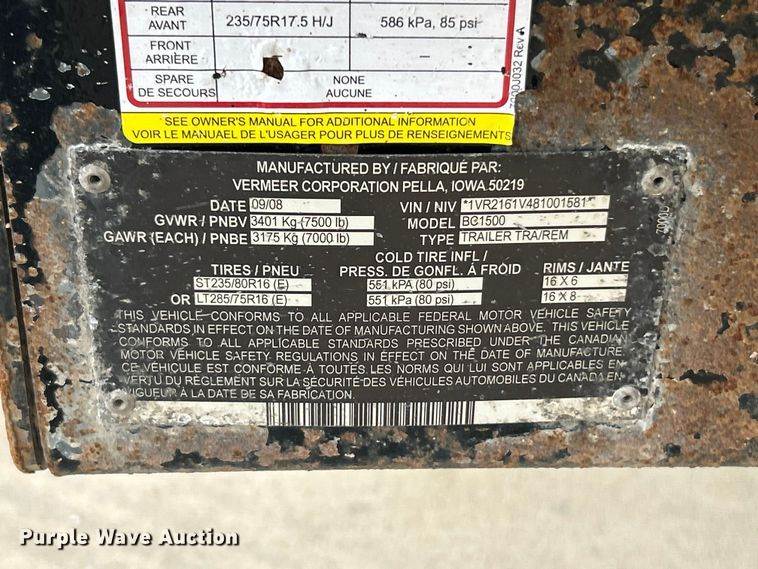 REAR
AVANT
235/75R17.5 H/J
586 kPa, 85 psi
FRONT
ARRIÈRE
–
–
SPARE
DE SECOURS
NONE
AUCUNE
SEE OWNER'S MANUAL FOR ADDITIONAL INFORMATION
VOIR LE MANUAEL DE L'USAGER POUR PLUS DE RENSEIGNEMENTS
Rev A
MANUFACTURED BY / FABRIQUÉ PAR:
VERMEER CORPORATION PELLA, IOWA 50219
DATE 09/08 VIN / NIV *1VR2161V481001581*
GVWR / PNBV 3401 Kg (7500 lb) MODEL BC1500
GAWR (EACH) / PNBE 3175 Kg (7000 lb) TYPE TRAILER TRA/REM
COLD TIRE INFL /
TIRES / PNEU PRESS. DE GONFL. À FROID RIMS / JANTE
ST235/80R16 (E) 551 kPA (80 psi) 16 X 6
OR LT285/75R16 (E) 551 kPa (80 psi) 16 X 8
THIS VEHICLE CONFORMS TO ALL APPLICABLE FEDERAL MOTOR VEHICLE SAFETY
STANDARDS IN EFFECT ON THE DATE OF MANUFACTURING SHOWN ABOVE. THIS VEHICLE
CONFORMS TO ALL APPLICABLE STANDARDS PRESCRIBED UNDER THE CANADIAN
MOTOR VEHICLE SAFETY REGULATIONS IN EFFECT ON THE DATE OF MANUFACTURE.
CE VÉHICULE EST CONFORME À TOUTES LES NORMS QUI LUI SONT APPLICABLES EN
VERTU DU RÈGLEMENT SUR LA SÉCURITÉ DES VÉHICULES AUTOMOBILES DU CANADA EN
VIGUEUR À LA DATE DE SA FABRICATION.
Purple Wave Auction